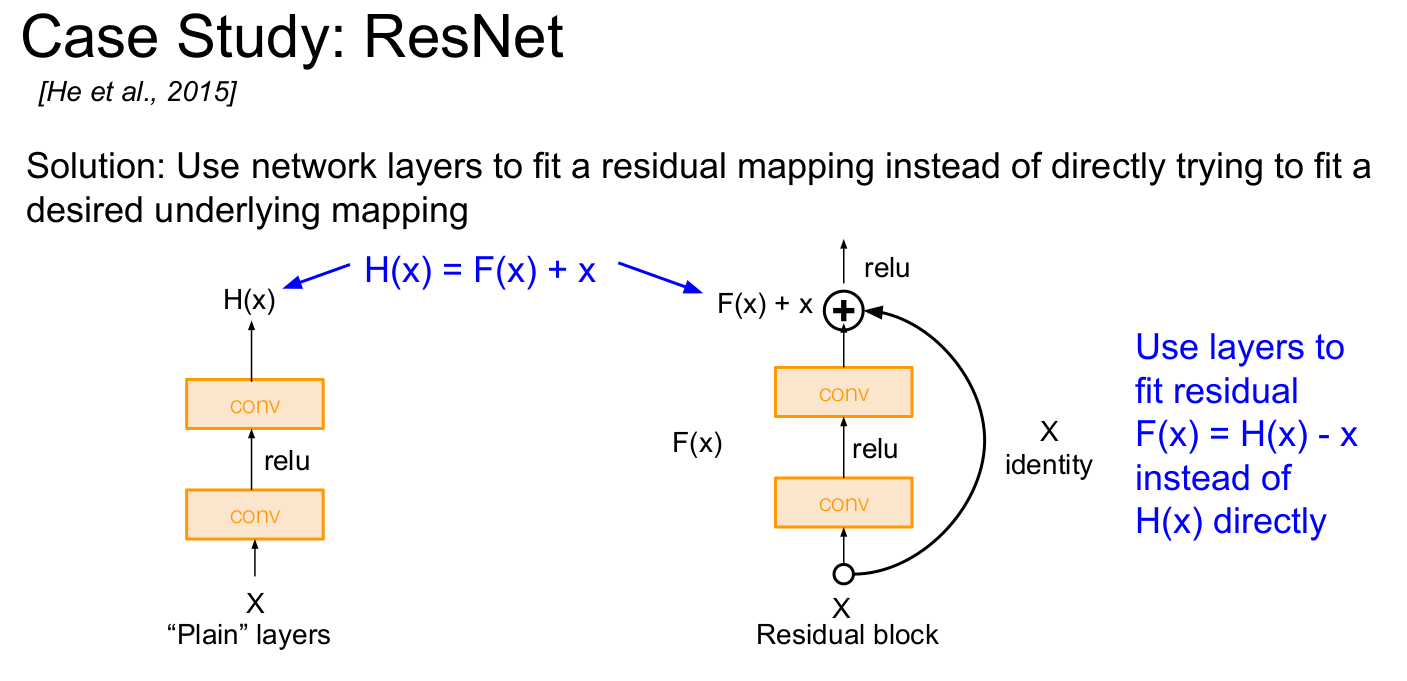 Case Study: ResNet
[He et al., 2015]
Solution: Use network layers to fit a residual mapping instead of directly trying to fit a
desired underlying mapping
H(x) = F(x) + x
H(x)
conv
relu
conv
X
“Plain” layers
relu
F(x) + x
+
conv
F(x)
relu
conv
X
identity
X
Residual block
Use layers to
fit residual
F(x) = H(x) - x
instead of
H(x) directly